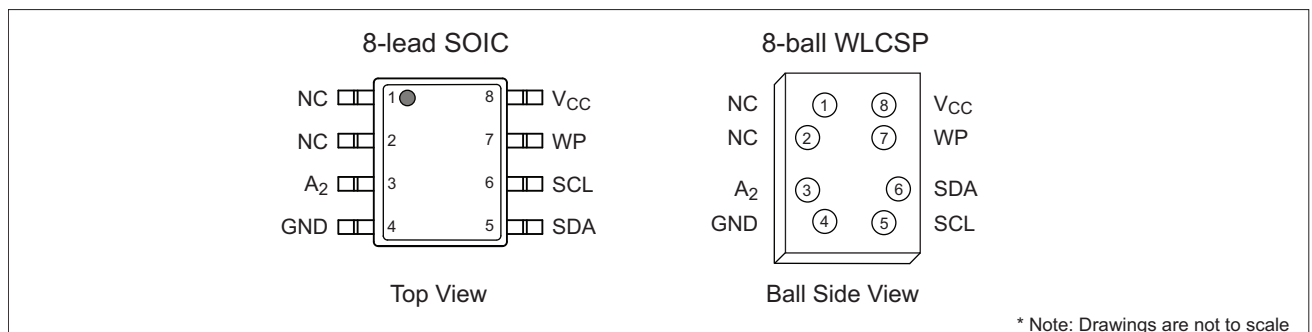 8-lead SOIC
NC 1 8 VCC
NC 2 7 WP
A2 3 6 SCL
GND 4 5 SDA
Top View
8-ball WLCSP
NC 1 8 VCC
NC 2 7 WP
A2 3 6 SDA
GND 4 5 SCL
Ball Side View
* Note: Drawings are not to scale